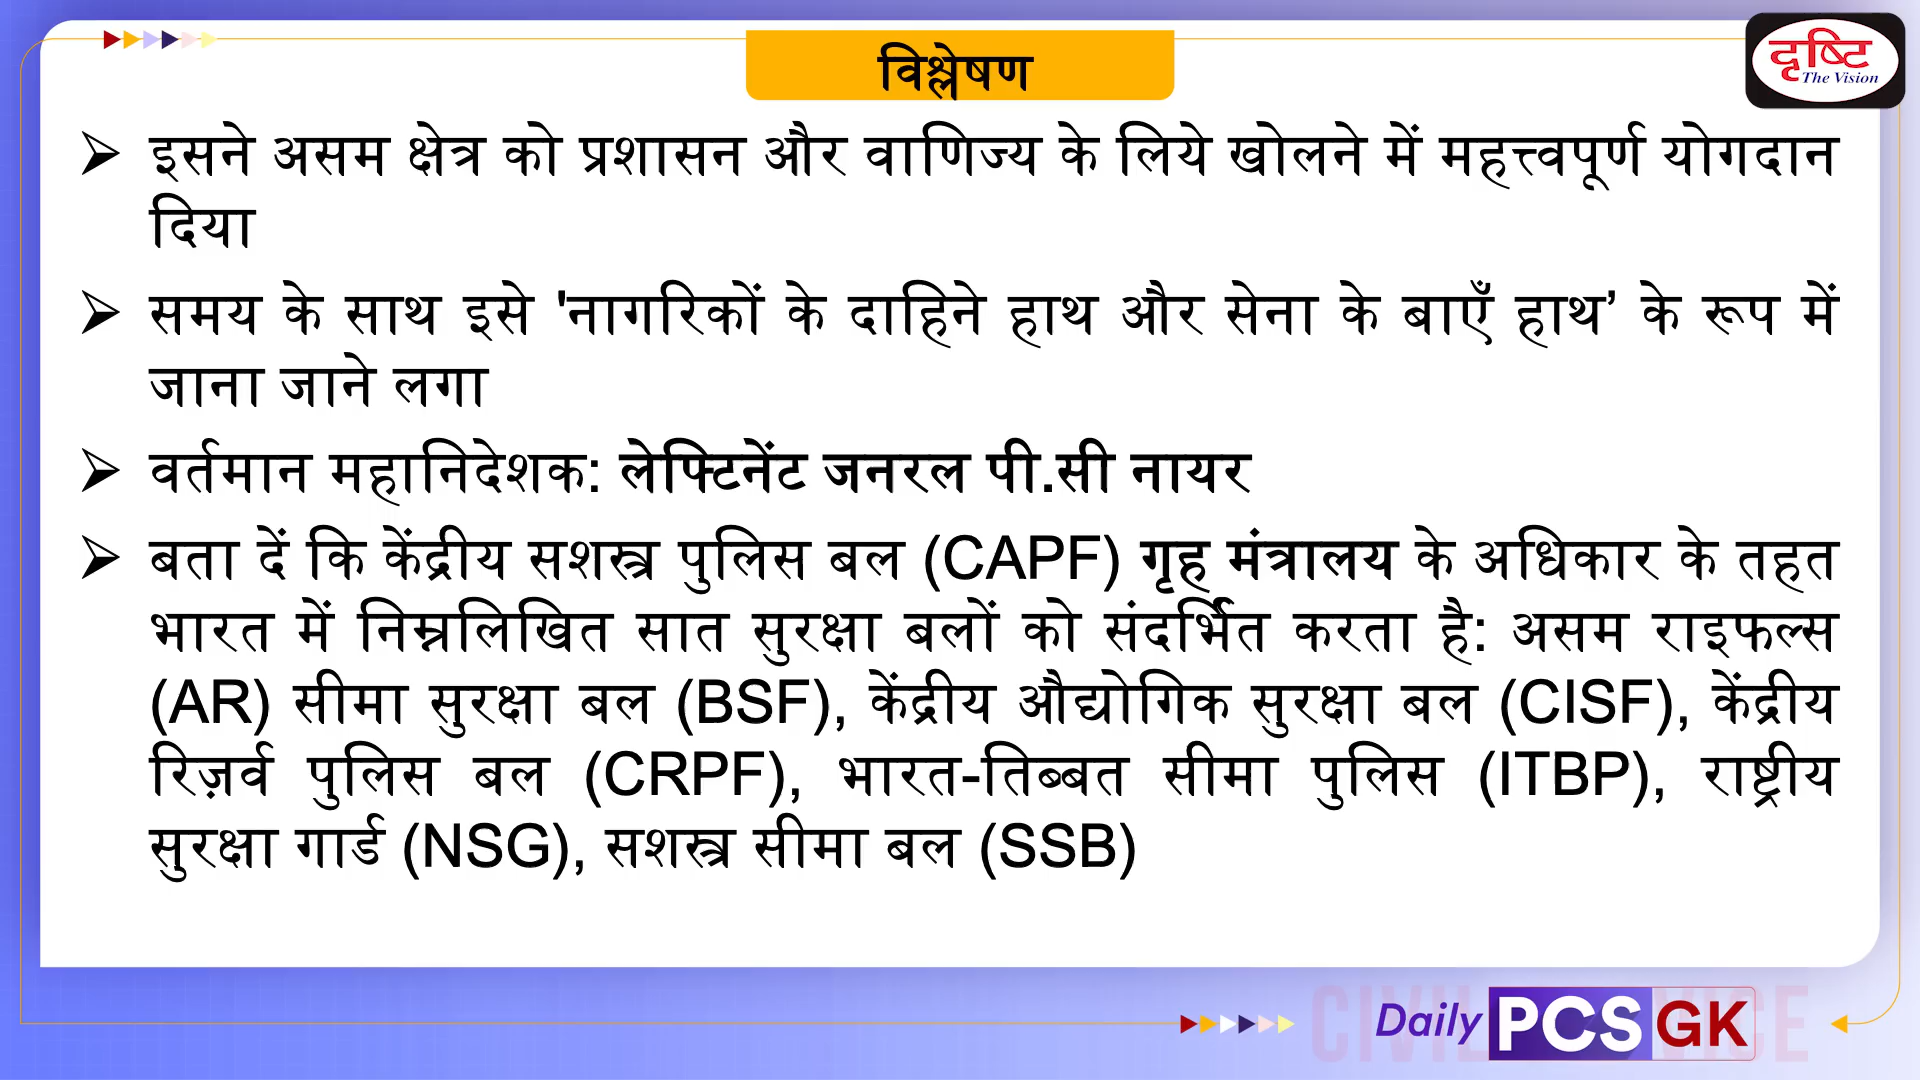 विश्लेषण
दृष्टि
The Vision
➢ इसने असम क्षेत्र को प्रशासन और वाणिज्य के लिये खोलने में महत्त्वपूर्ण योगदान
दिया
➢ समय के साथ इसे 'नागरिकों के दाहिने हाथ और सेना के बाएँ हाथ’ के रूप में
जाना जाने लगा
➢ वर्तमान महानिदेशक: लेफ्टिनेंट जनरल पी.सी नायर
➢ बता दें कि केंद्रीय सशस्त्र पुलिस बल (CAPF) गृह मंत्रालय के अधिकार के तहत
भारत में निम्नलिखित सात सुरक्षा बलों को संदर्भित करता है: असम राइफल्स
(AR) सीमा सुरक्षा बल (BSF), केंद्रीय औद्योगिक सुरक्षा बल (CISF), केंद्रीय
रिज़र्व पुलिस बल (CRPF), भारत-तिब्बत सीमा पुलिस (ITBP), राष्ट्रीय
सुरक्षा गार्ड (NSG), सशस्त्र सीमा बल (SSB)
Daily PCS GK